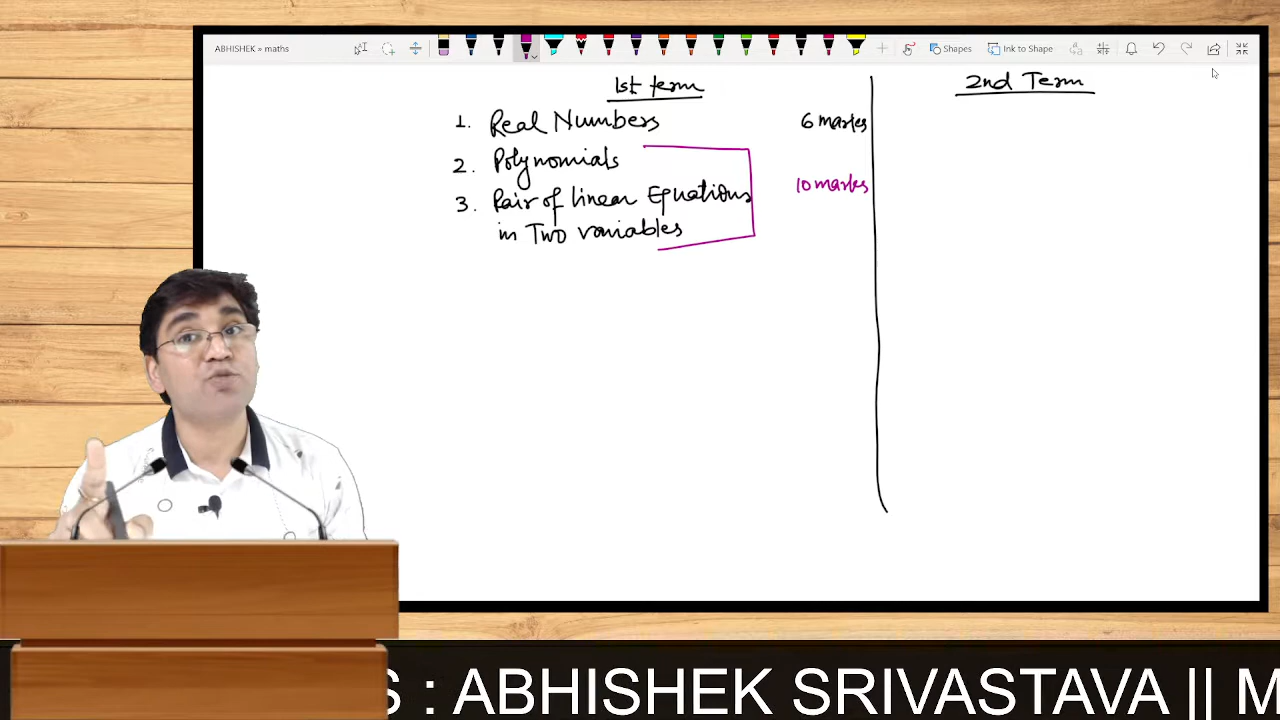 ABHISHEK » maths
Shapes
Ink to Shape
1st term
2nd Term
1. Real Numbers 6 marks
2. Polynomials
10 marks
3. Pair of linear Equations
in Two variables
S : ABHISHEK SRIVASTAVA || M